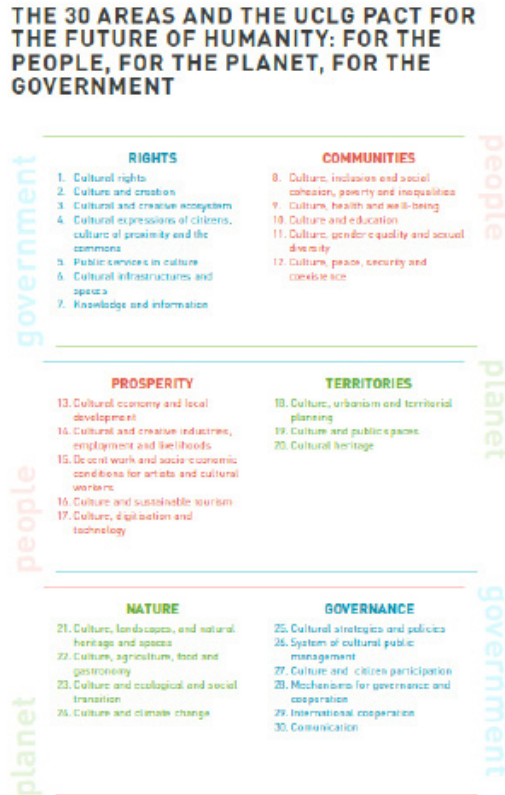 THE 30 AREAS AND THE UCLG PACT FOR
THE FUTURE OF HUMANITY: FOR THE
PEOPLE, FOR THE PLANET, FOR THE
GOVERNMENT
government
people
RIGHTS
1. Cultural rights
2. Culture and creation
3. Cultural and creative ecosystem
4. Cultural expressions of citizens,
culture of proximity and the
commons
5. Public services in culture
6. Cultural infrastructures and
spaces
7. Knowledge and information
COMMUNITIES
8. Culture, inclusion and social
cohesion, poverty and inequalities
9. Culture, health and well-being
10. Culture and education
11. Culture, gender equality and sexual
diversity
12. Culture, peace, security and
coexistence
people
planet
PROSPERITY
13. Cultural economy and local
development
14. Cultural and creative industries,
employment and livelihoods
15. Decent work and socio-economic
conditions for artists and cultural
workers
16. Culture and sustainable tourism
17. Culture, digitisation and
technology
TERRITORIES
18. Culture, urbanism and territorial
planning
19. Culture and public spaces
20. Cultural heritage
planet
government
NATURE
21. Culture, landscapes, and natural
heritage and spaces
22. Culture, agriculture, food and
gastronomy
23. Culture and ecological and social
transition
24. Culture and climate change
GOVERNANCE
25. Cultural strategies and policies
26. System of cultural public
management
27. Culture and citizen participation
28. Mechanisms for governance and
cooperation
29. International cooperation
30. Comunication